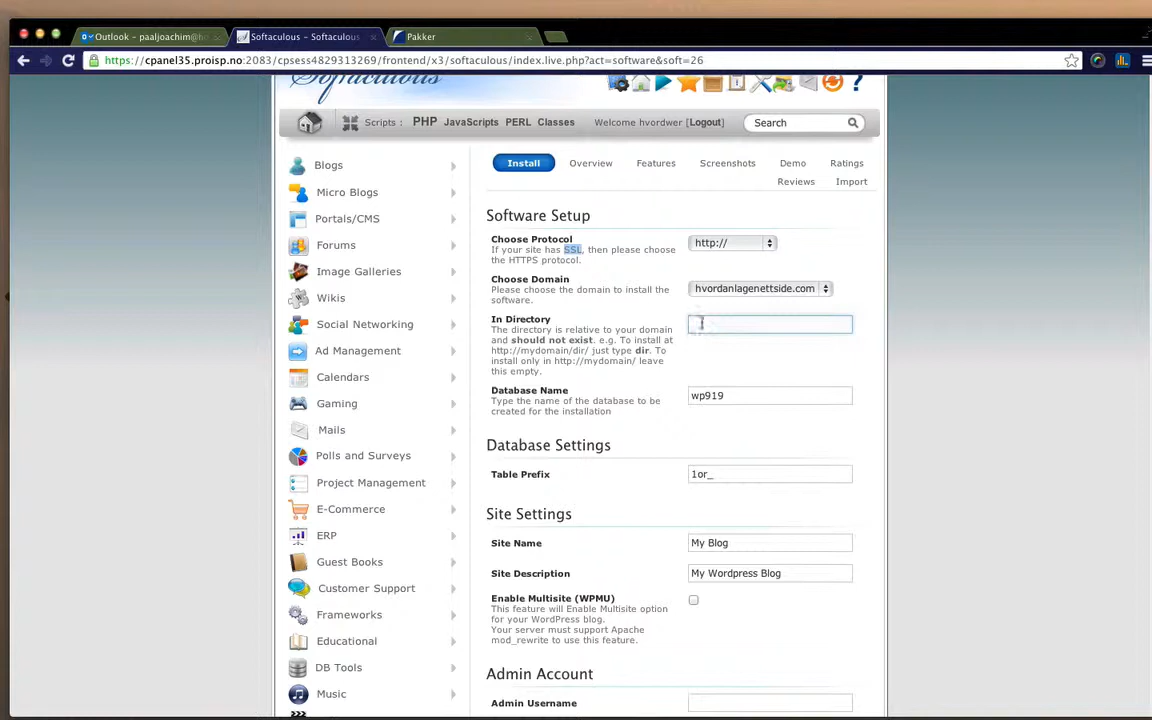 Outlook - paaljoachim@h
Softaculous - Softaculous
Pakker
https://cpanel35.proisp.no:2083/cpsess4829313269/frontend/x3/softaculous/index.live.php?act=software&soft=26
Softaculous
Scripts : PHP JavaScripts PERL Classes Welcome hvordwer [Logout] Search
Blogs
Micro Blogs
Portals/CMS
Forums
Image Galleries
Wikis
Social Networking
Ad Management
Calendars
Gaming
Mails
Polls and Surveys
Project Management
E-Commerce
ERP
Guest Books
Customer Support
Frameworks
Educational
DB Tools
Music
Install Overview Features Screenshots Demo Ratings
Reviews Import
Software Setup
Choose Protocol
If your site has SSL, then please choose
the HTTPS protocol.
http://
Choose Domain
Please choose the domain to install the
software.
hvordanlagenettside.com
In Directory
The directory is relative to your domain
and should not exist. e.g. To install at
http://mydomain/dir/ just type dir. To
install only in http://mydomain/ leave
this empty.
Database Name
Type the name of the database to be
created for the installation
wp919
Database Settings
Table Prefix
1or_
Site Settings
Site Name
My Blog
Site Description
My Wordpress Blog
Enable Multisite (WPMU)
This feature will Enable Multisite option
for your WordPress blog.
Your server must support Apache
mod_rewrite to use this feature.
Admin Account
Admin Username